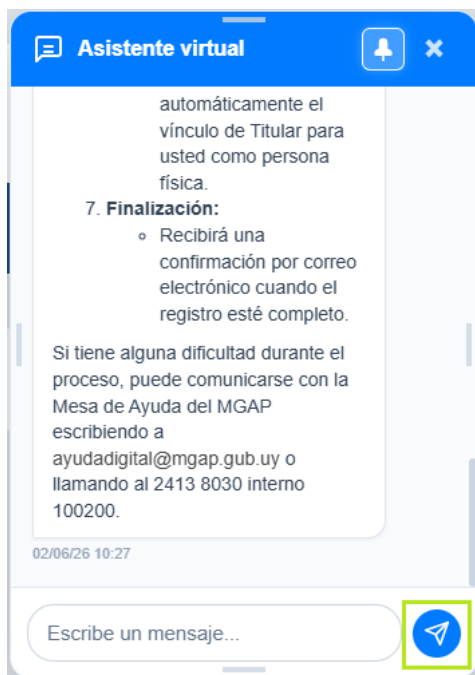 Asistente virtual
automáticamente el
vínculo de Titular para
usted como persona
física.
7. Finalización:
Recibirá una
confirmación por correo
electrónico cuando el
registro esté completo.
Si tiene alguna dificultad durante el
proceso, puede comunicarse con la
Mesa de Ayuda del MGAP
escribiendo a
ayudadigital@mgap.gub.uy o
llamando al 2413 8030 interno
100200.
02/06/26 10:27
Escribe un mensaje...